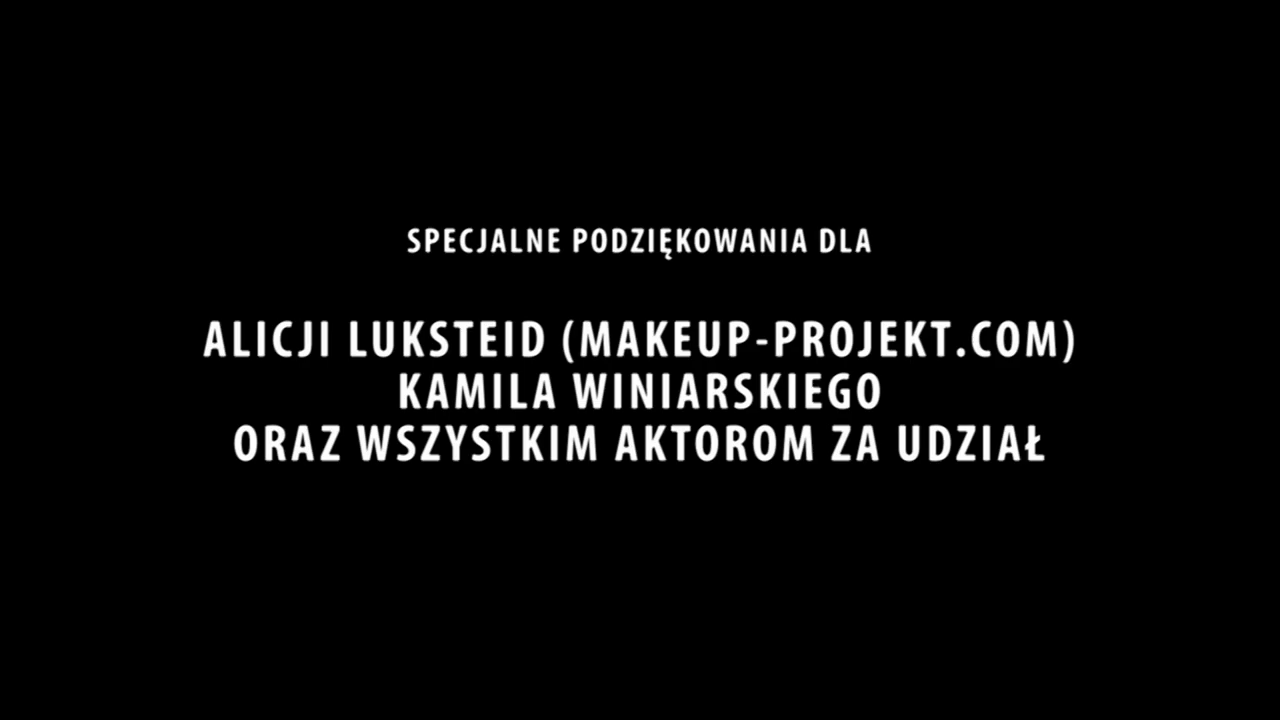 SPECJALNE PODZIĘKOWANIA DLA
ALICJI LUKSTEID (MAKEUP-PROJEKT.COM)
KAMILA WINIARSKIEGO
ORAZ WSZYSTKIM AKTOROM ZA UDZIAŁ